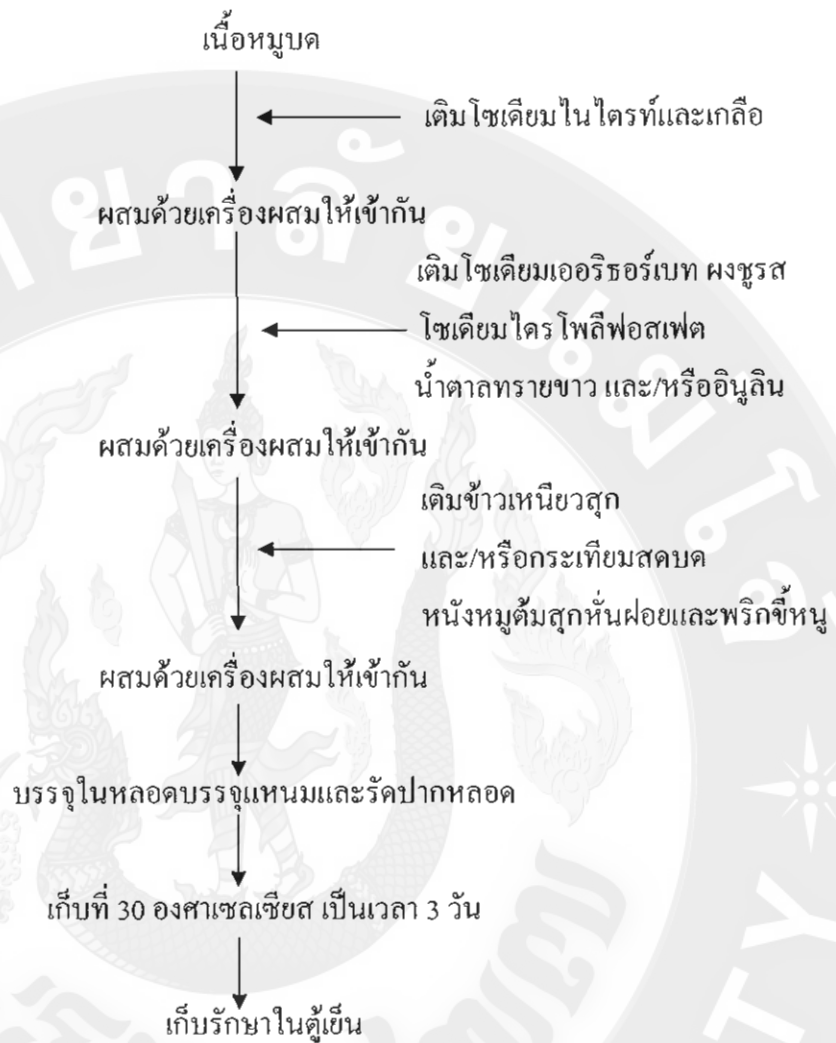 เนื้อหมูบด
เติมโซเดียมไนไตรท์และเกลือ
ผสมด้วยเครื่องผสมให้เข้ากัน
เติมโซเดียมเออริธอร์เบท ผงชูรส
โซเดียมไตรโพลีฟอสเฟต
น้ำตาลทรายขาว และ/หรืออินูลิน
ผสมด้วยเครื่องผสมให้เข้ากัน
เติมข้าวเหนียวสุก
และ/หรือกระเทียมสดบด
หนังหมูต้มสุกหั่นฝอยและพริกขี้หนู
ผสมด้วยเครื่องผสมให้เข้ากัน
บรรจุในหลอดบรรจุแหนมและรัดปากหลอด
เก็บที่ 30 องศาเซลเซียส เป็นเวลา 3 วัน
เก็บรักษาในตู้เย็น